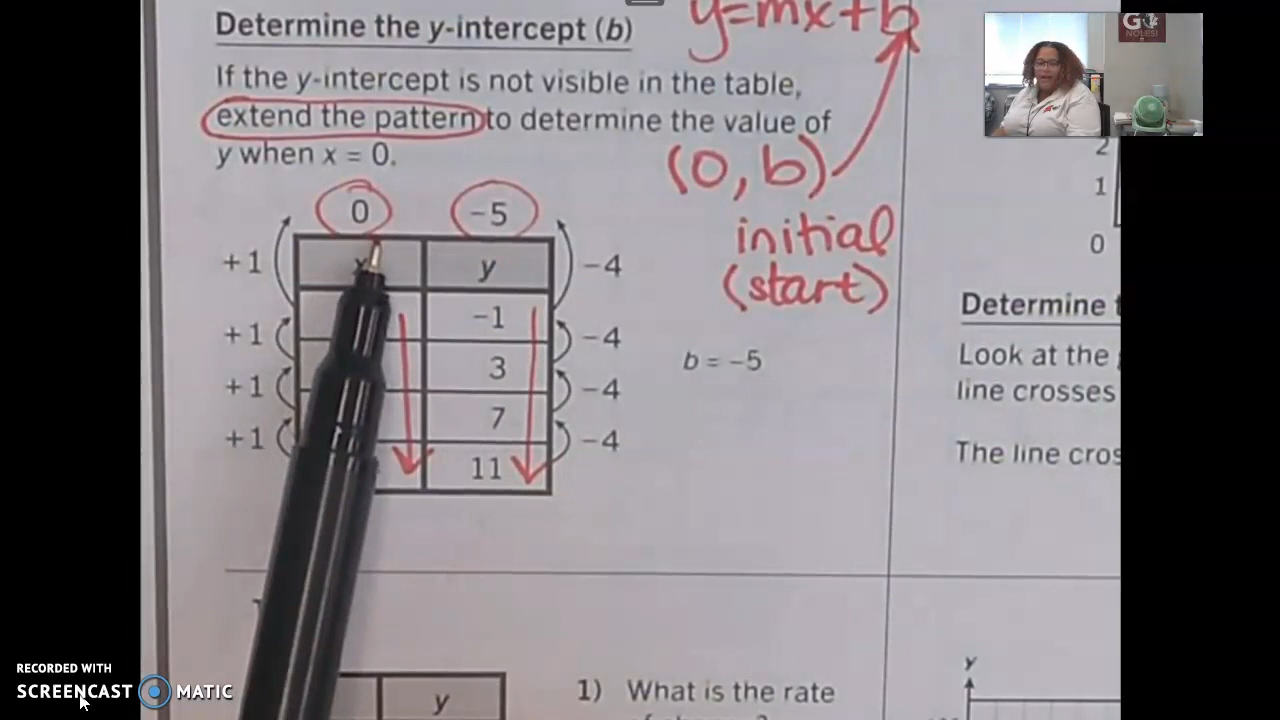 Determine the y-intercept (b)
y=mx+b
If the y-intercept is not visible in the table,
extend the pattern to determine the value of
y when x = 0.
(0, b)
initial
(start)
0 -5
+1 x y -4
+1 -1 -4
+1 3 -4
+1 7 -4
11
b = -5
2
1
0
Determine
Look at the
line crosses
The line cros
y
1) What is the rate
y
GO
NOLES!
RECORDED WITH
SCREENCAST MATIC